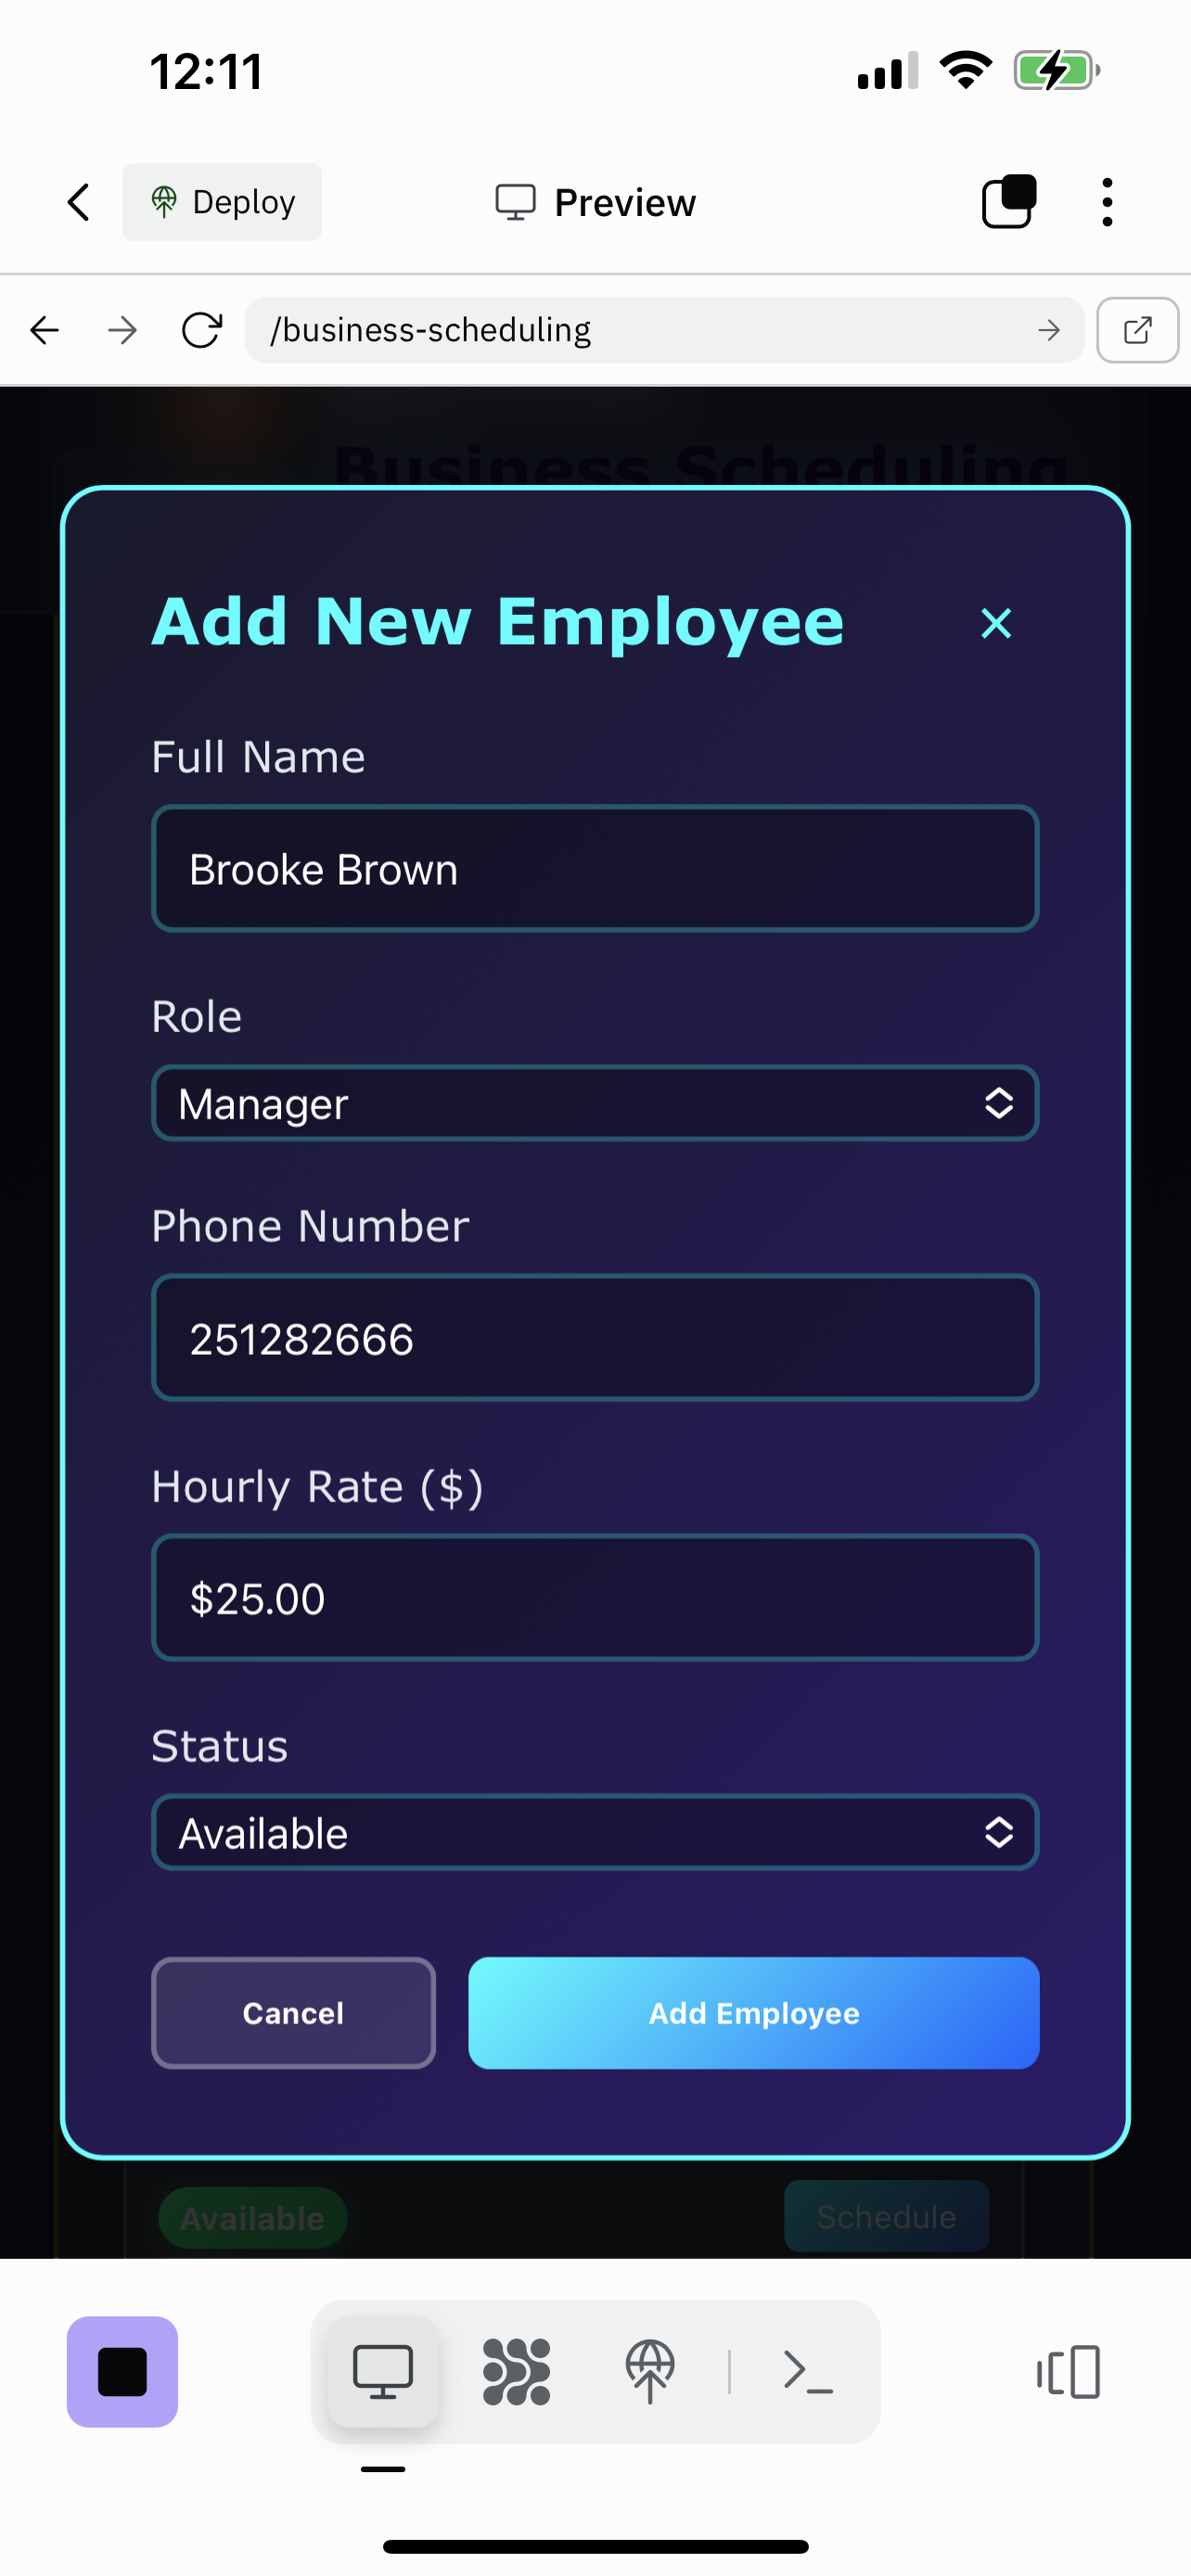 12:11
Deploy
Preview
/business-scheduling
Business Scheduling
Add New Employee
Full Name
Brooke Brown
Role
Manager
Phone Number
251282666
Hourly Rate ($)
$25.00
Status
Available
Cancel
Add Employee
Available
Schedule